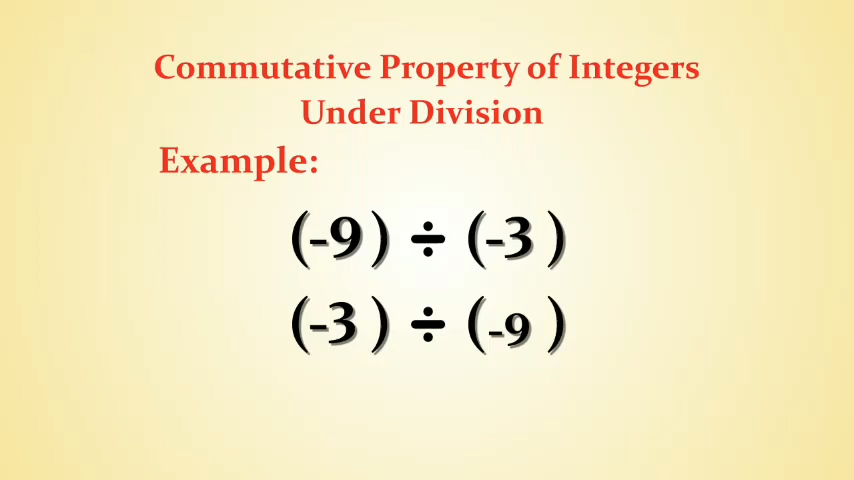 Commutative Property of Integers
Under Division
Example:
(-9) ÷ (-3 )
(-3 ) ÷ (-9 )